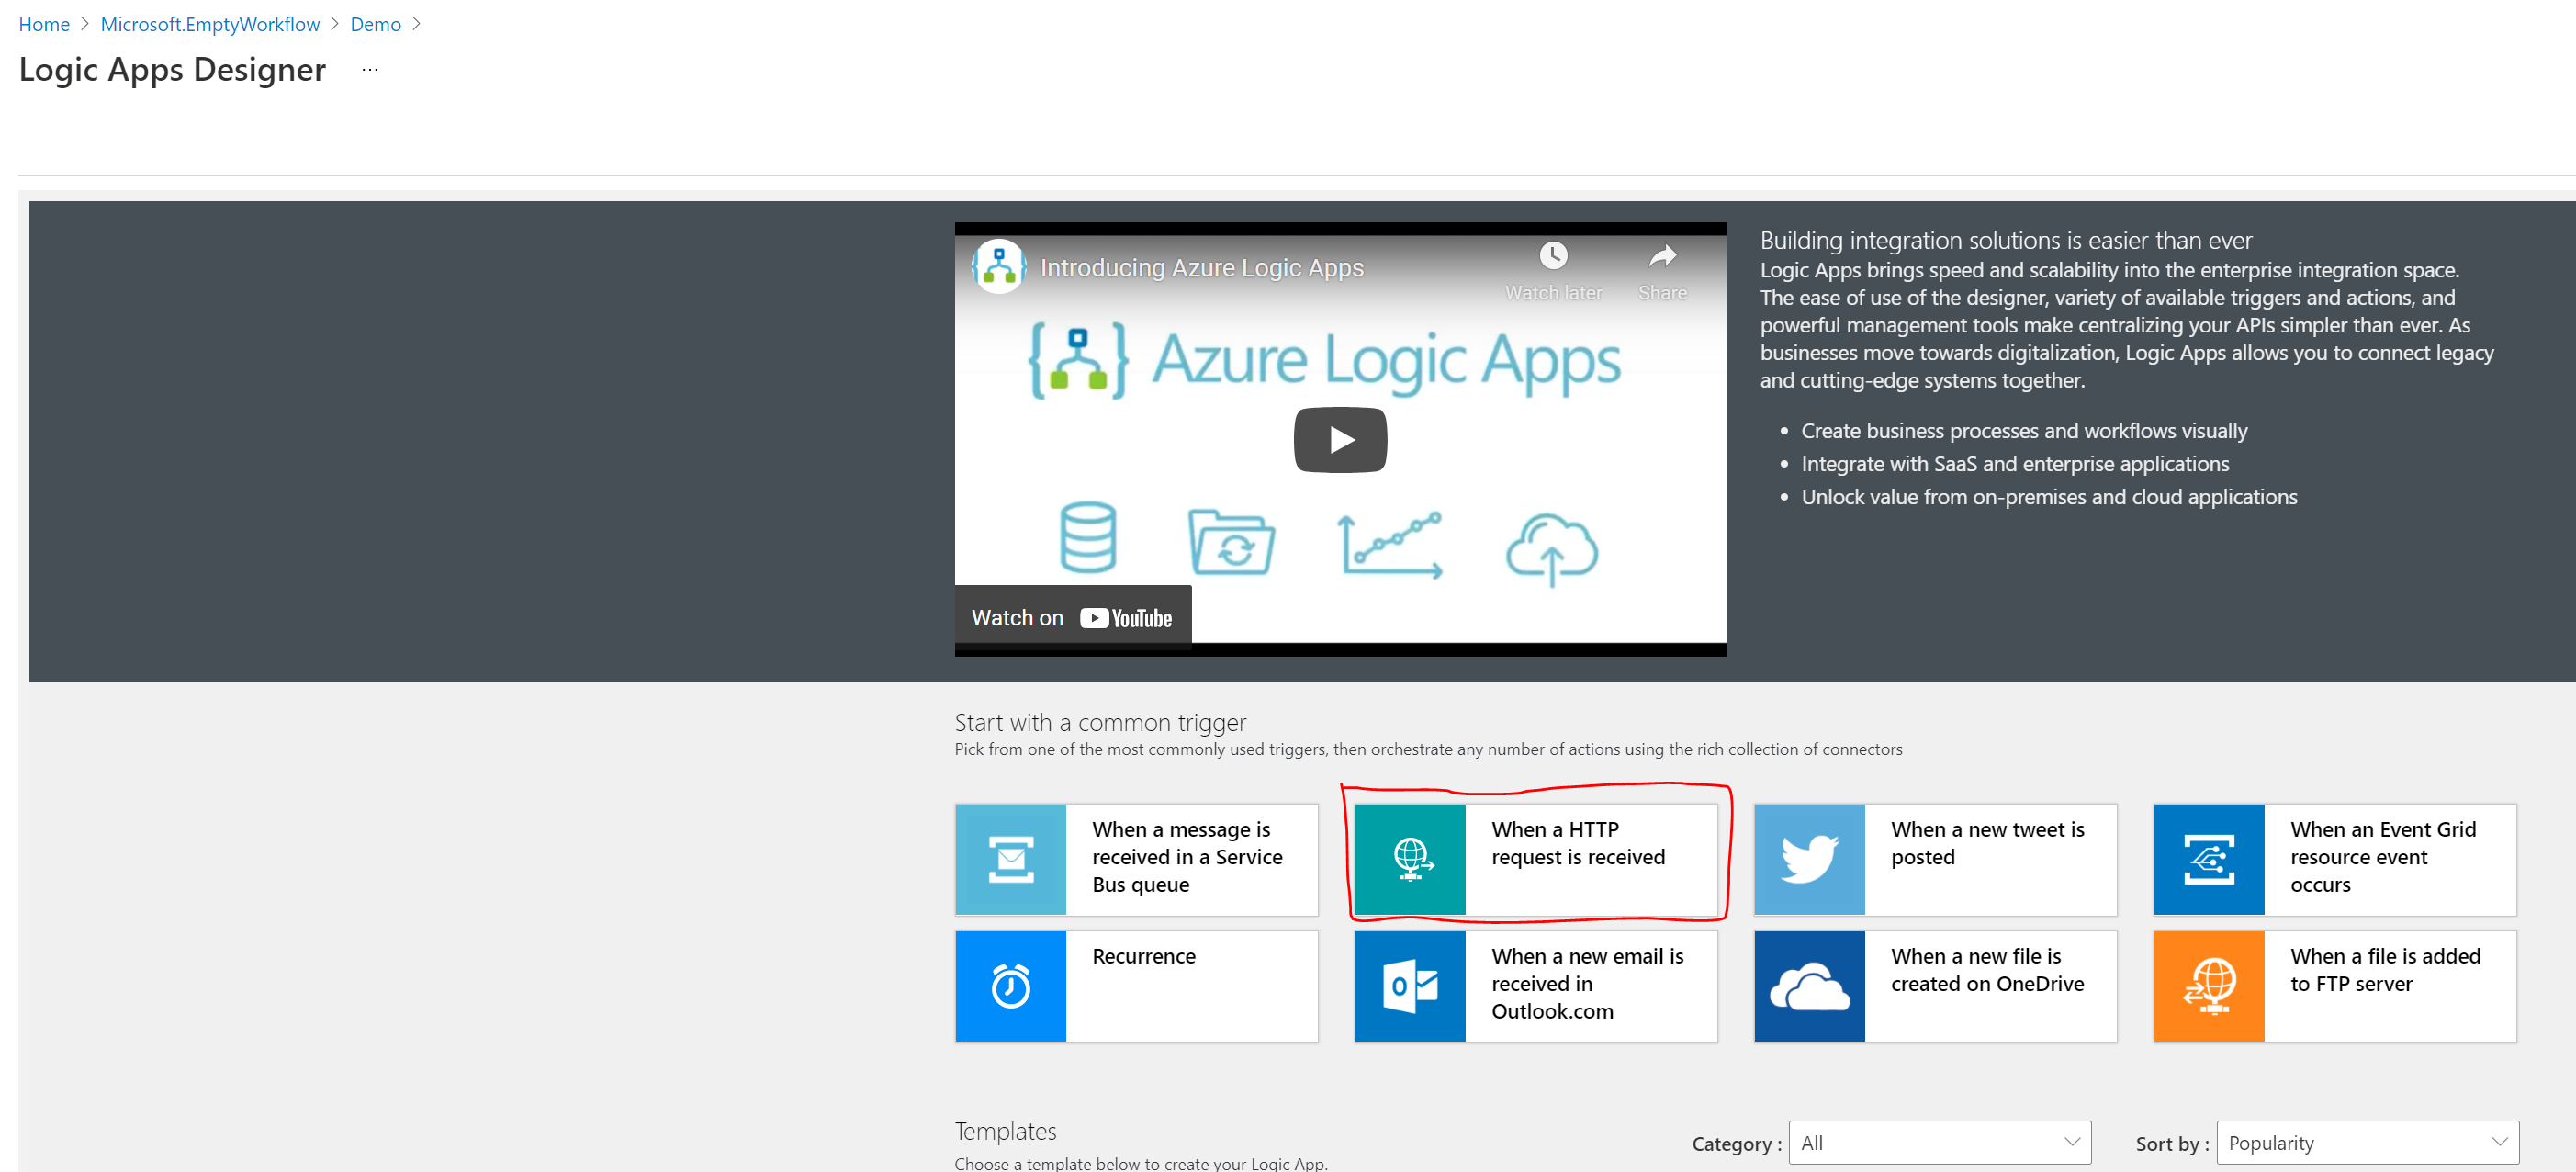 Home > Microsoft.EmptyWorkflow > Demo >
Logic Apps Designer ...
Introducing Azure Logic Apps
Watch later
Share
Azure Logic Apps
Watch on YouTube
Building integration solutions is easier than ever
Logic Apps brings speed and scalability into the enterprise integration space.
The ease of use of the designer, variety of available triggers and actions, and
powerful management tools make centralizing your APIs simpler than ever. As
businesses move towards digitalization, Logic Apps allows you to connect legacy
and cutting-edge systems together.
• Create business processes and workflows visually
• Integrate with SaaS and enterprise applications
• Unlock value from on-premises and cloud applications
Start with a common trigger
Pick from one of the most commonly used triggers, then orchestrate any number of actions using the rich collection of connectors
When a message is
received in a Service
Bus queue
When a HTTP
request is received
When a new tweet is
posted
When an Event Grid
resource event
occurs
Recurrence
When a new email is
received in
Outlook.com
When a new file is
created on OneDrive
When a file is added
to FTP server
Templates
Choose a template below to create your Logic App.
Category : All
Sort by : Popularity